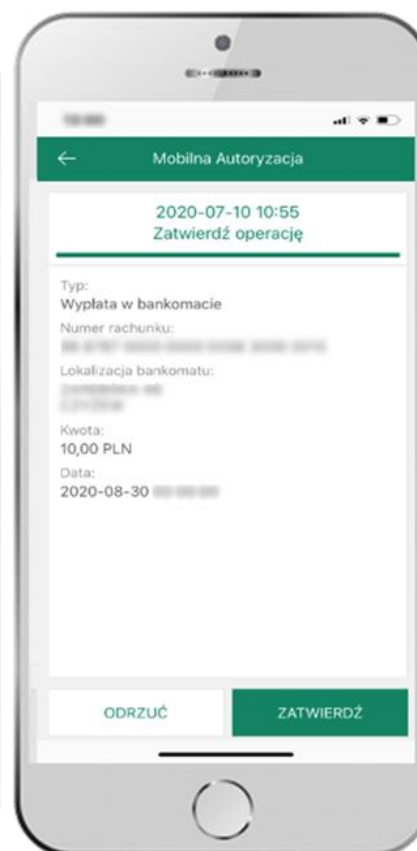 Mobilna Autoryzacja
2020-07-10 10:55
Zatwierdź operację
Typ:
Wypłata w bankomacie
Numer rachunku:
Lokalizacja bankomatu:
Kwota:
10,00 PLN
Data:
2020-08-30
ODRZUĆ
ZATWIERDŹ